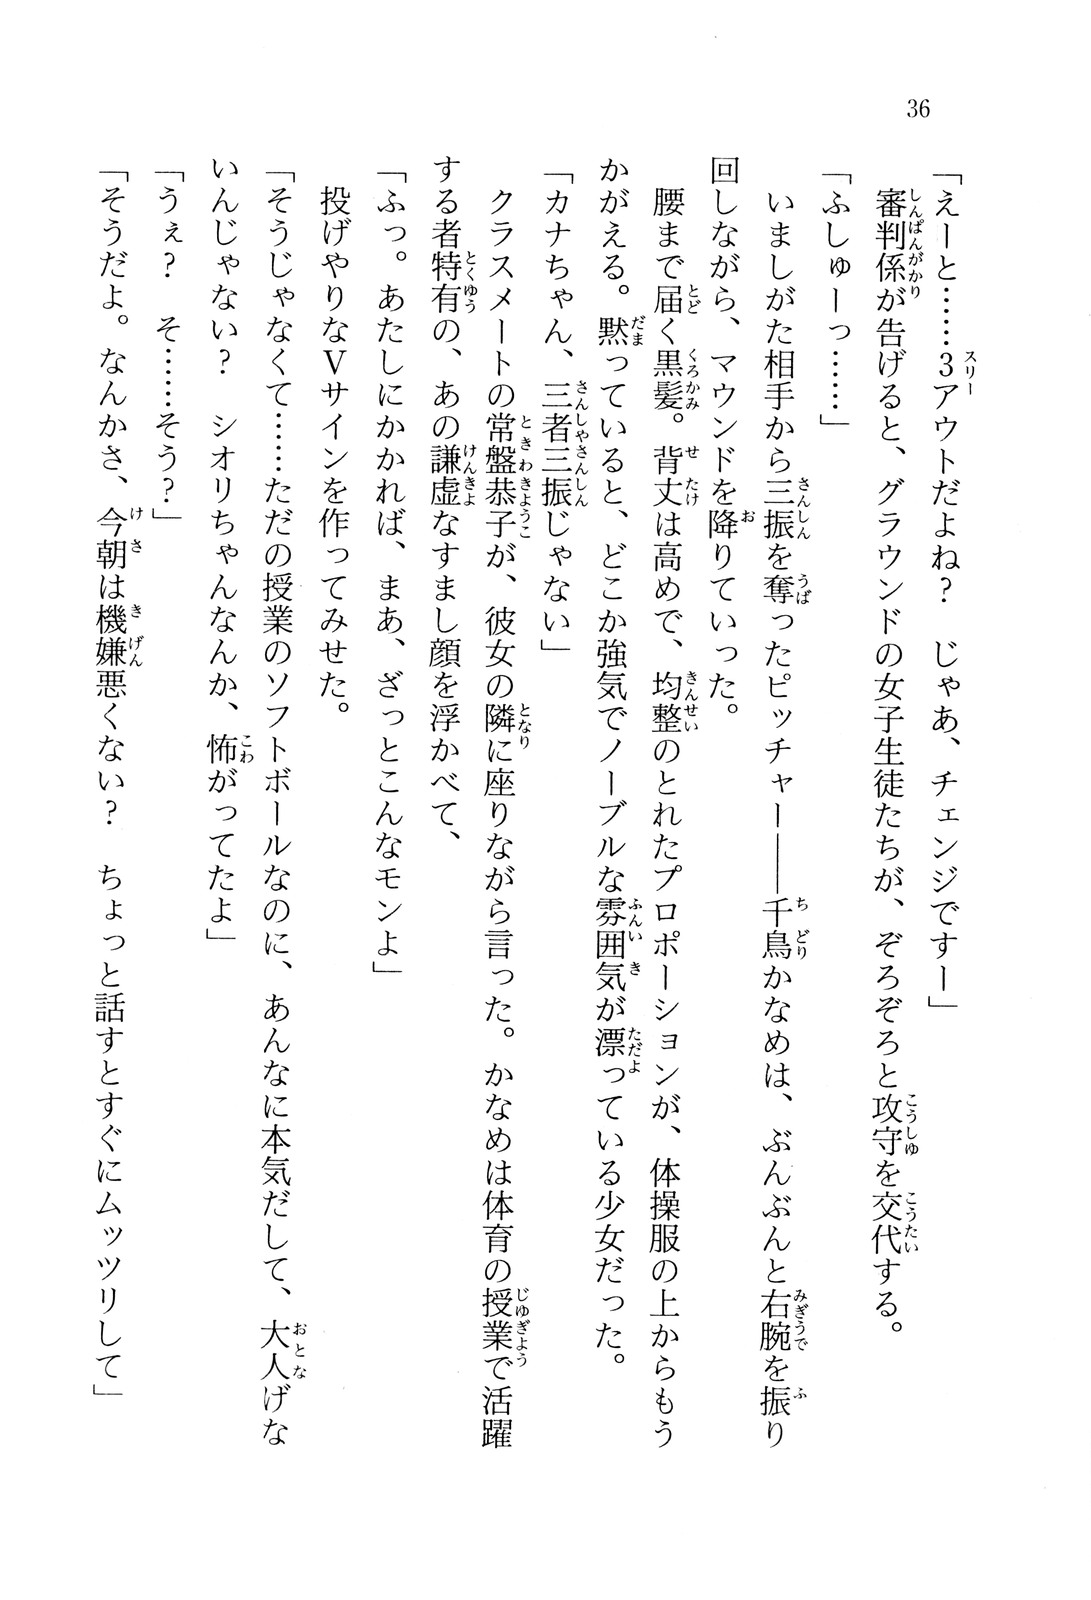 36
「えーと……3アウトだよね？　じゃあ、チェンジですー」
　審判係が告げると、グラウンドの女子生徒たちが、ぞろぞろと攻守を交代する。
「ふしゅーっ……」
　いましがた相手から三振を奪ったピッチャー――千鳥かなめは、ぶんぶんと右腕を振り
回しながら、マウンドを降りていった。
　腰まで届く黒髪。背丈は高めで、均整のとれたプロポーションが、体操服の上からもう
かがえる。黙っていると、どこか強気でノーブルな雰囲気が漂っている少女だった。
「カナちゃん、三者三振じゃない」
　クラスメートの常盤恭子が、彼女の隣に座りながら言った。かなめは体育の授業で活躍
する者特有の、あの謙虚なすまし顔を浮かべて、
「ふっ。あたしにかかれば、まあ、ざっとこんなモンよ」
　投げやりなVサインを作ってみせた。
「そうじゃなくて……ただの授業のソフトボールなのに、あんなに本気だして、大人げな
いんじゃない？　シオリちゃんなんか、怖がってたよ」
「うぇ？　そ……そう？」
「そうだよ。なんかさ、今朝は機嫌悪くない？　ちょっと話すとすぐにムッツリして」